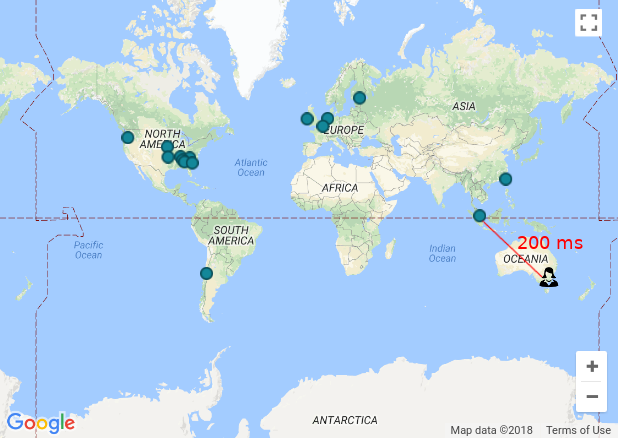 ASIA
NORTH
AMERICA
EUROPE
Atlantic
Ocean
AFRICA
SOUTH
AMERICA
Pacific
Ocean
Indian
Ocean
200 ms
OCEANIA
ANTARCTICA
+
−
Google
Map data ©2018 Terms of Use